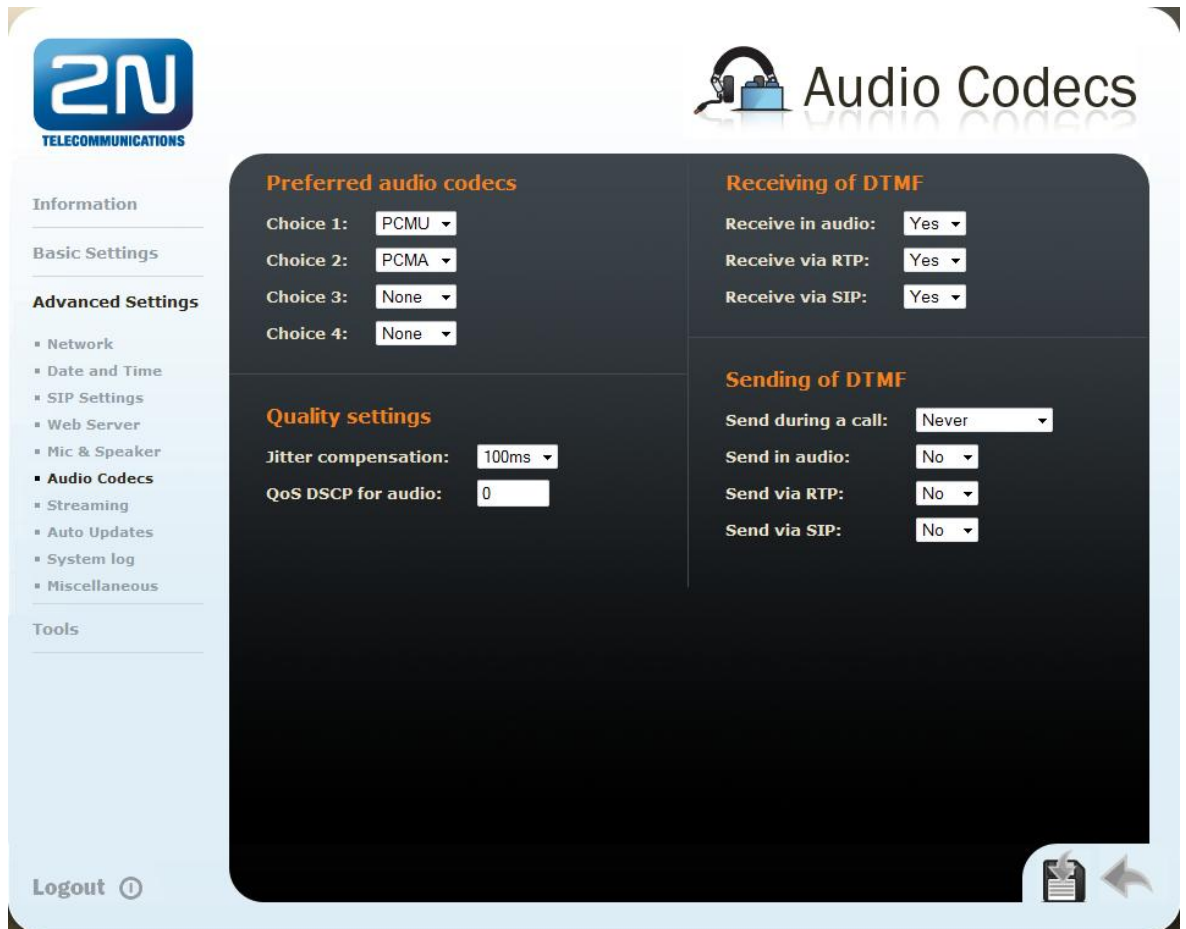 2N
TELECOMMUNICATIONS
Audio Codecs
Information
Basic Settings
Advanced Settings
Network
Date and Time
SIP Settings
Web Server
Mic & Speaker
Audio Codecs
Streaming
Auto Updates
System log
Miscellaneous
Tools
Logout
Preferred audio codecs
Choice 1: PCMU
Choice 2: PCMA
Choice 3: None
Choice 4: None
Quality settings
Jitter compensation: 100ms
QoS DSCP for audio: 0
Receiving of DTMF
Receive in audio: Yes
Receive via RTP: Yes
Receive via SIP: Yes
Sending of DTMF
Send during a call: Never
Send in audio: No
Send via RTP: No
Send via SIP: No